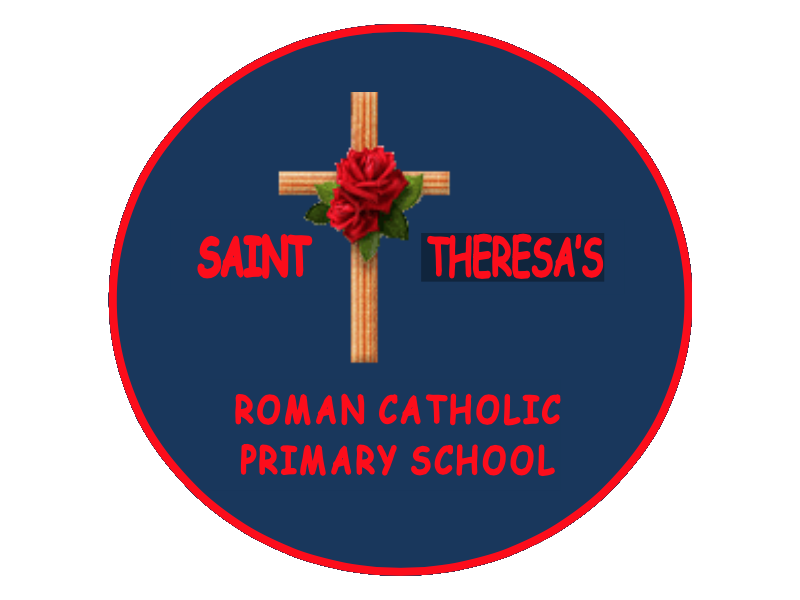 SAINT THERESA'S
ROMAN CATHOLIC
PRIMARY SCHOOL